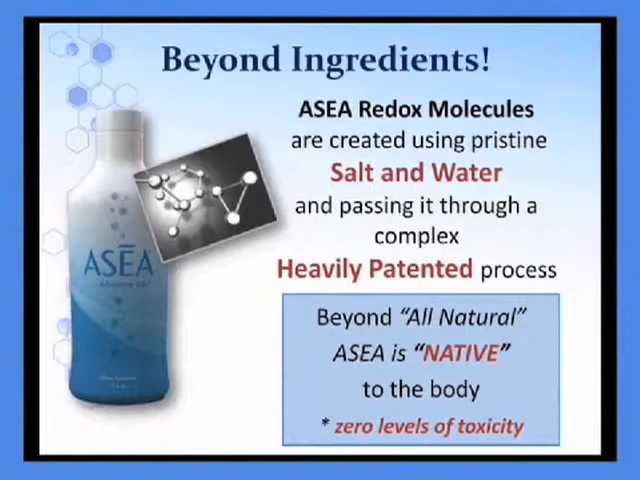 Beyond Ingredients!
ASEA Redox Molecules
are created using pristine
Salt and Water
and passing it through a
complex
Heavily Patented process
ASĒA
Beyond “All Natural”
ASEA is “NATIVE”
to the body
* zero levels of toxicity